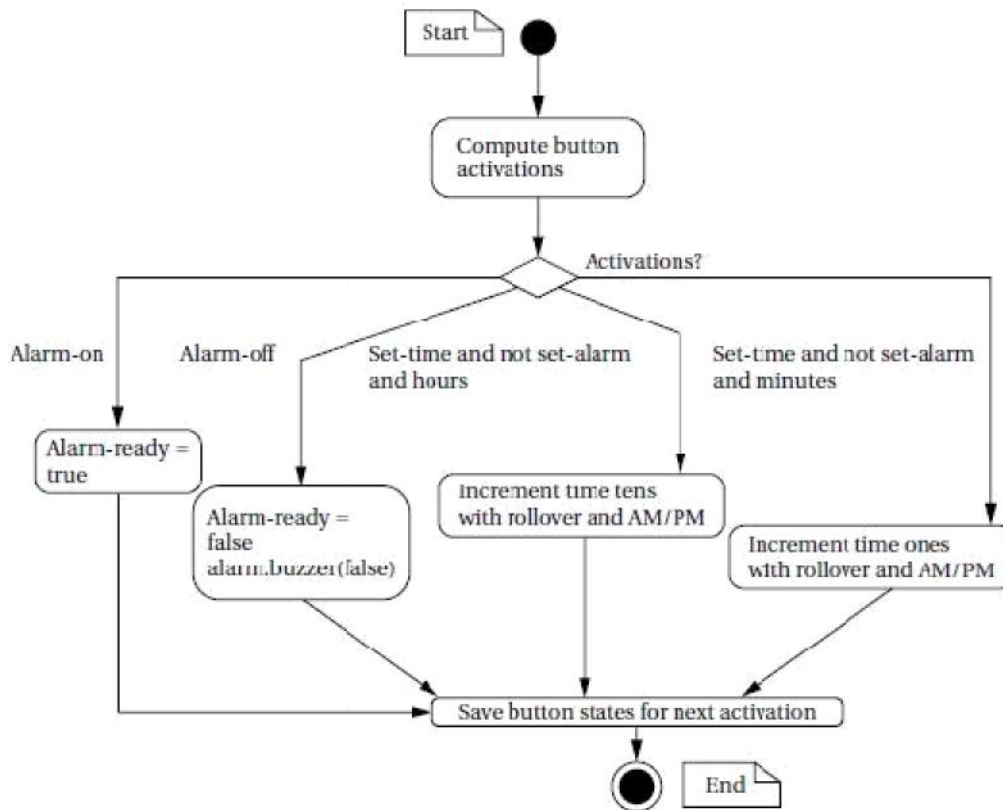 Start
Compute button
activations
Activations?
Alarm-on
Alarm-off
Set-time and not set-alarm
and hours
Set-time and not set-alarm
and minutes
Alarm-ready =
true
Alarm-ready =
false
alarm.buzzer(false)
Increment time tens
with rollover and AM/PM
Increment time ones
with rollover and AM/PM
Save button states for next activation
End